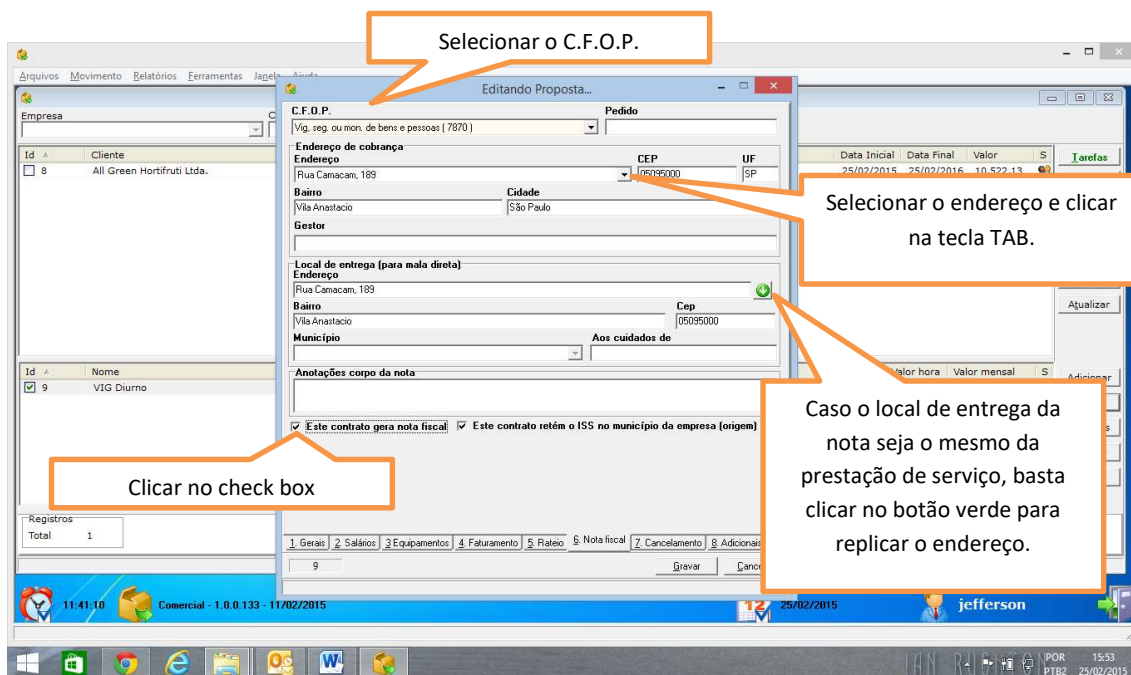 Selecionar o C.F.O.P.
Arquivos Movimento Relatórios Ferramentas Janela Ajuda
Editando Proposta...
Empresa
C.F.O.P. Pedido
Vig, seg. ou mon. de bens e pessoas ( 7870 )
Endereço de cobrança
Endereço CEP UF
Rua Camacam, 189 05095000 SP
Bairro Cidade
Vila Anastacio São Paulo
Gestor
Local de entrega (para mala direta)
Endereço
Rua Camacam, 189
Bairro Cep
Vila Anastacio 05095000
Município Aos cuidados de
Anotações corpo da nota
Este contrato gera nota fiscal Este contrato retém o ISS no município da empresa (origem)
1. Gerais 2. Salários 3 Equipamentos 4. Faturamento 5. Rateio 6. Nota fiscal 7. Cancelamento 8. Adicionais
9 Gravar
Id Cliente Data Inicial Data Final Valor S Tarefas
8 All Green Hortifruti Ltda. 25/02/2015 25/02/2016 10.522,13
Selecionar o endereço e clicar
na tecla TAB.
Atualizar
Id Nome Valor hora Valor mensal S Adicionar
9 VIG Diurno
Caso o local de entrega da
nota seja o mesmo da
prestação de serviço, basta
clicar no botão verde para
replicar o endereço.
Clicar no check box
Registros
Total 1
11:41:10 Comercial - 1.0.0.133 - 11/02/2015 12 25/02/2015 jefferson
POR 15:53
PTB2 25/02/2015